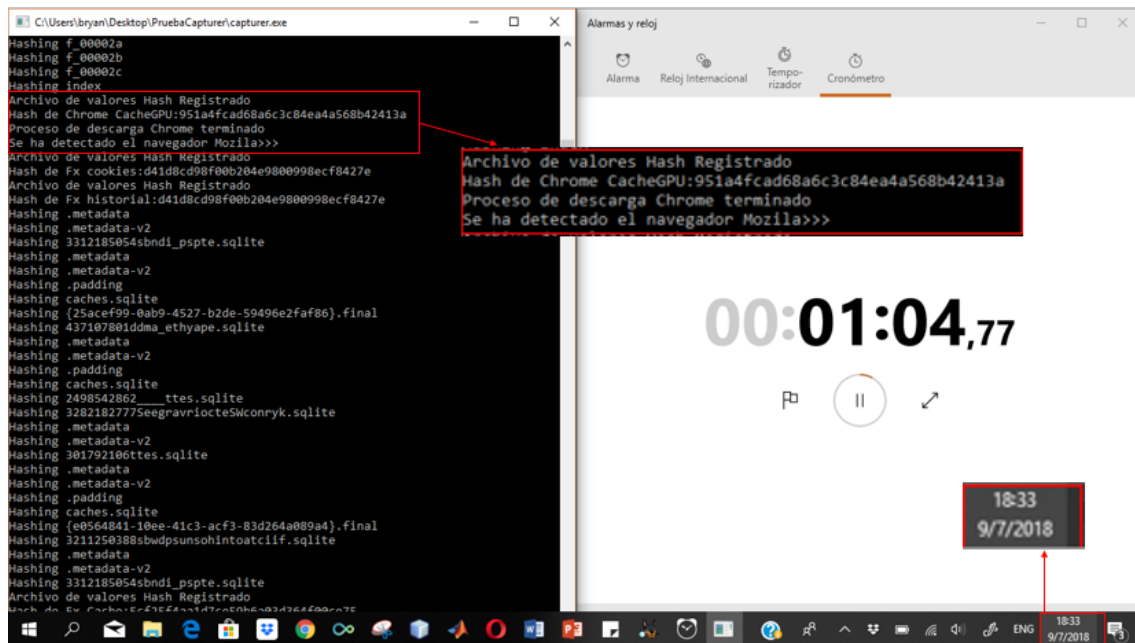 C:\Users\bryan\Desktop\PruebaCapturer\capturer.exe
Hashing f_00002a
Hashing f_00002b
Hashing f_00002c
Hashing index
Archivo de valores Hash Registrado
Hash de Chrome CacheGPU:951a4fcad68a6c3c84ea4a568b42413a
Proceso de descarga Chrome terminado
Se ha detectado el navegador Mozila>>>
Archivo de valores Hash Registrado
Hash de Fx cookies:d41d8cd98f00b204e9800998ecf8427e
Archivo de valores Hash Registrado
Hash de Fx historial:d41d8cd98f00b204e9800998ecf8427e
Hashing .metadata
Hashing .metadata-v2
Hashing 3312185054sbndi_pspte.sqlite
Hashing .metadata
Hashing .metadata-v2
Hashing .padding
Hashing caches.sqlite
Hashing {25acef99-0ab9-4527-b2de-59496e2faf86}.final
Hashing 437107801ddma_ethyape.sqlite
Hashing .metadata
Hashing .metadata-v2
Hashing .padding
Hashing caches.sqlite
Hashing 2498542862____ttes.sqlite
Hashing 3282182777SeegravriocteSWconryk.sqlite
Hashing .metadata
Hashing .metadata-v2
Hashing 301792106ttes.sqlite
Hashing .metadata
Hashing .metadata-v2
Hashing .padding
Hashing caches.sqlite
Hashing {e0564841-10ee-41c3-acf3-83d264a089a4}.final
Hashing 3211250388sbwdpsunsohintoatciif.sqlite
Hashing .metadata
Hashing .metadata-v2
Hashing 3312185054sbndi_pspte.sqlite
Archivo de valores Hash Registrado
Alarmas y reloj
Alarma
Reloj Internacional
Tempo-
rizador
Cronómetro
Archivo de valores Hash Registrado
Hash de Chrome CacheGPU:951a4fcad68a6c3c84ea4a568b42413a
Proceso de descarga Chrome terminado
Se ha detectado el navegador Mozila>>>
00:01:04,77
18:33
9/7/2018
ENG
18:33
9/7/2018